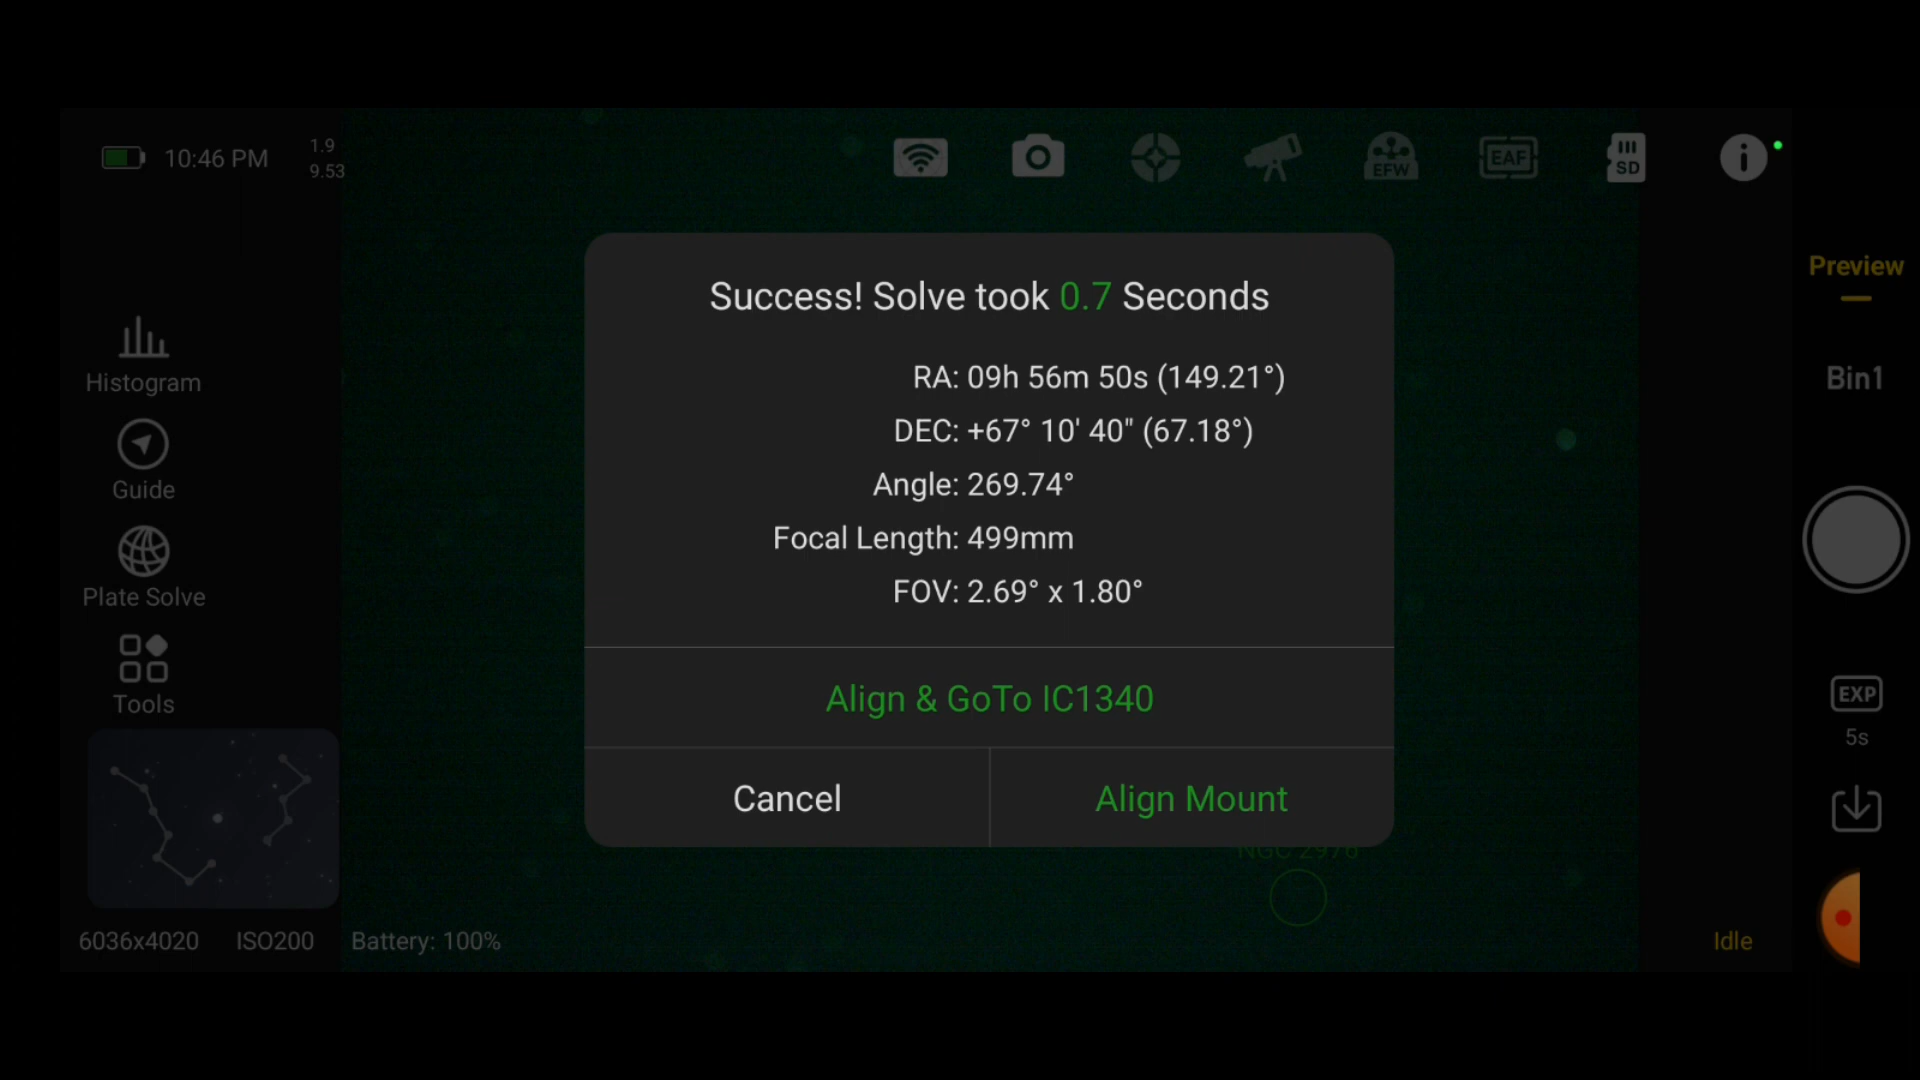 10:46 PM
1.9
9.53
EFW
EAF
SD
Preview
Success! Solve took 0.7 Seconds
RA: 09h 56m 50s (149.21°)
DEC: +67° 10' 40" (67.18°)
Angle: 269.74°
Focal Length: 499mm
FOV: 2.69° x 1.80°
Align & GoTo IC1340
Cancel
Align Mount
Histogram
Guide
Plate Solve
Tools
Bin1
EXP
5s
NGC 2976
6036x4020
ISO200
Battery: 100%
Idle